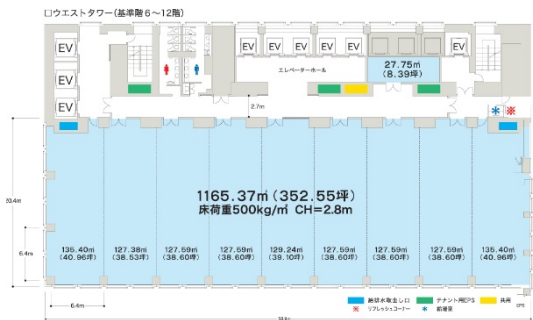 □ウエストタワー(基準階6〜12階)
EV
EV
EV
EV
EV
EV
EV
EV
EV
エレベーターホール
27.75㎡
(8.39坪)
2.7m
1165.37㎡(352.55坪)
床荷重500kg/㎡ CH=2.8m
6.4m
135.40㎡
(40.96坪)
127.38㎡
(38.53坪)
127.59㎡
(38.60坪)
127.59㎡
(38.60坪)
129.24㎡
(39.10坪)
127.59㎡
(38.60坪)
127.59㎡
(38.60坪)
127.59㎡
(38.60坪)
135.40㎡
(40.96坪)
6.4m
給排水取出し口
テナント用EPS
共用
リフレッシュコーナー